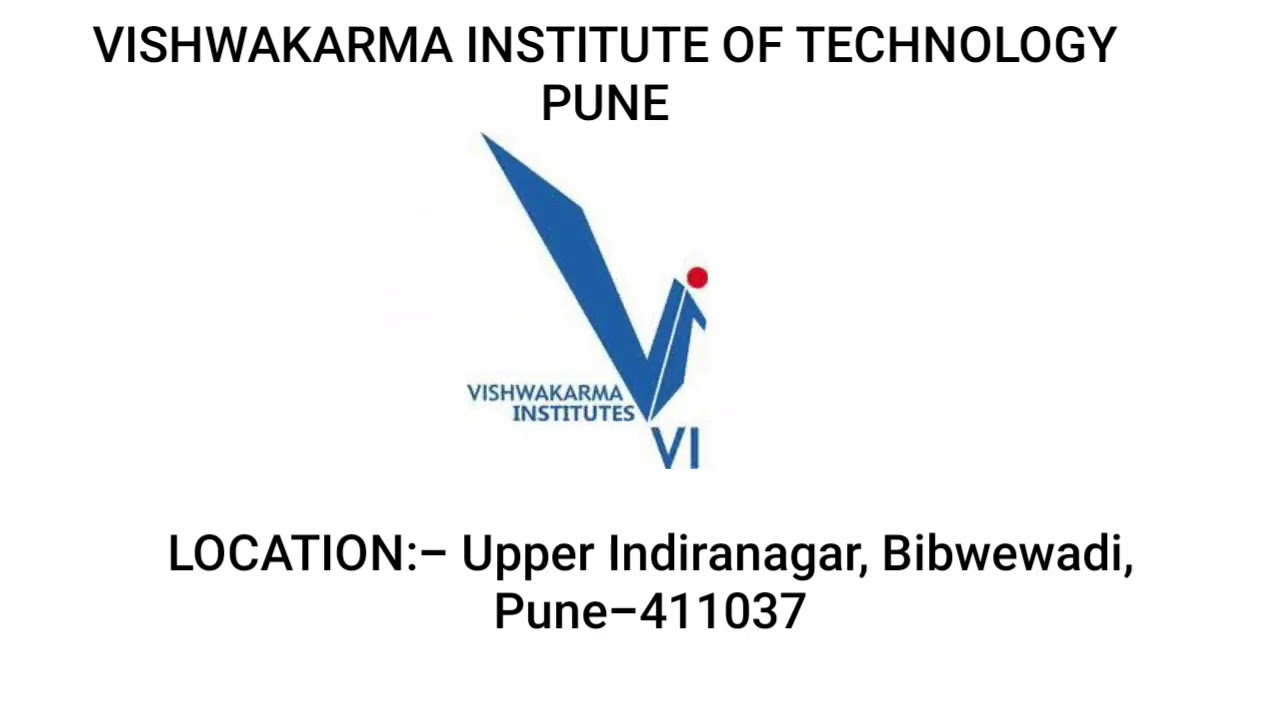 VISHWAKARMA INSTITUTE OF TECHNOLOGY
PUNE
VISHWAKARMA
INSTITUTES
VI
LOCATION:– Upper Indiranagar, Bibwewadi,
Pune–411037